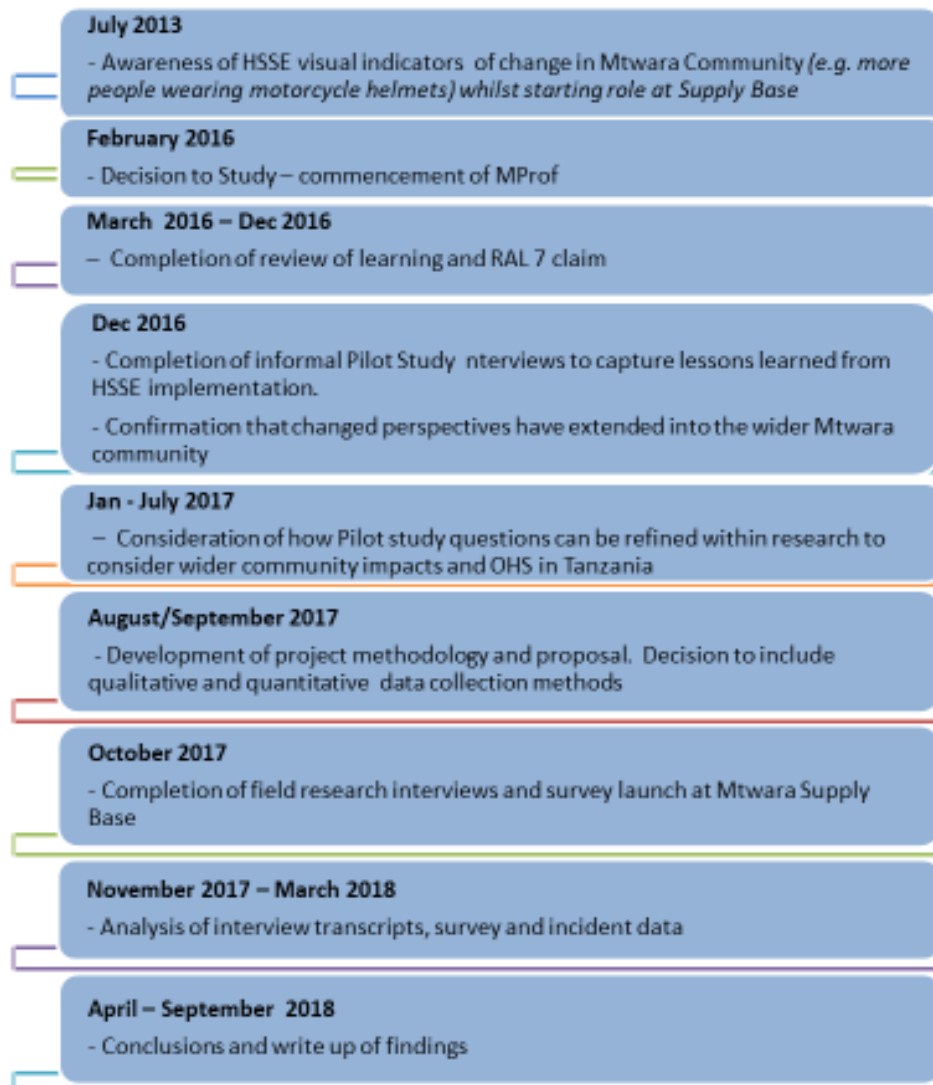 July 2013
- Awareness of HSSE visual indicators of change in Mtwara Community (e.g. more
people wearing motorcycle helmets) whilst starting role at Supply Base
February 2016
- Decision to Study – commencement of MProf
March 2016 – Dec 2016
– Completion of review of learning and RAL 7 claim
Dec 2016
- Completion of informal Pilot Study nterviews to capture lessons learned from
HSSE implementation.
- Confirmation that changed perspectives have extended into the wider Mtwara
community
Jan - July 2017
– Consideration of how Pilot study questions can be refined within research to
consider wider community impacts and OHS in Tanzania
August/September 2017
- Development of project methodology and proposal. Decision to include
qualitative and quantitative data collection methods
October 2017
- Completion of field research interviews and survey launch at Mtwara Supply
Base
November 2017 – March 2018
- Analysis of interview transcripts, survey and incident data
April – September 2018
- Conclusions and write up of findings